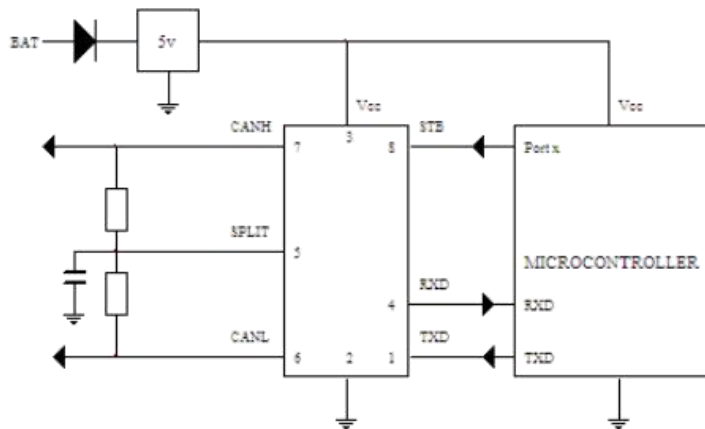 BAT
5v
Vcc
Vcc
CANH
7
3
8
STB
Port x
SPLIT
5
MICROCONTROLLER
RXD
4
RXD
CANL
6
2
1
TXD
TXD